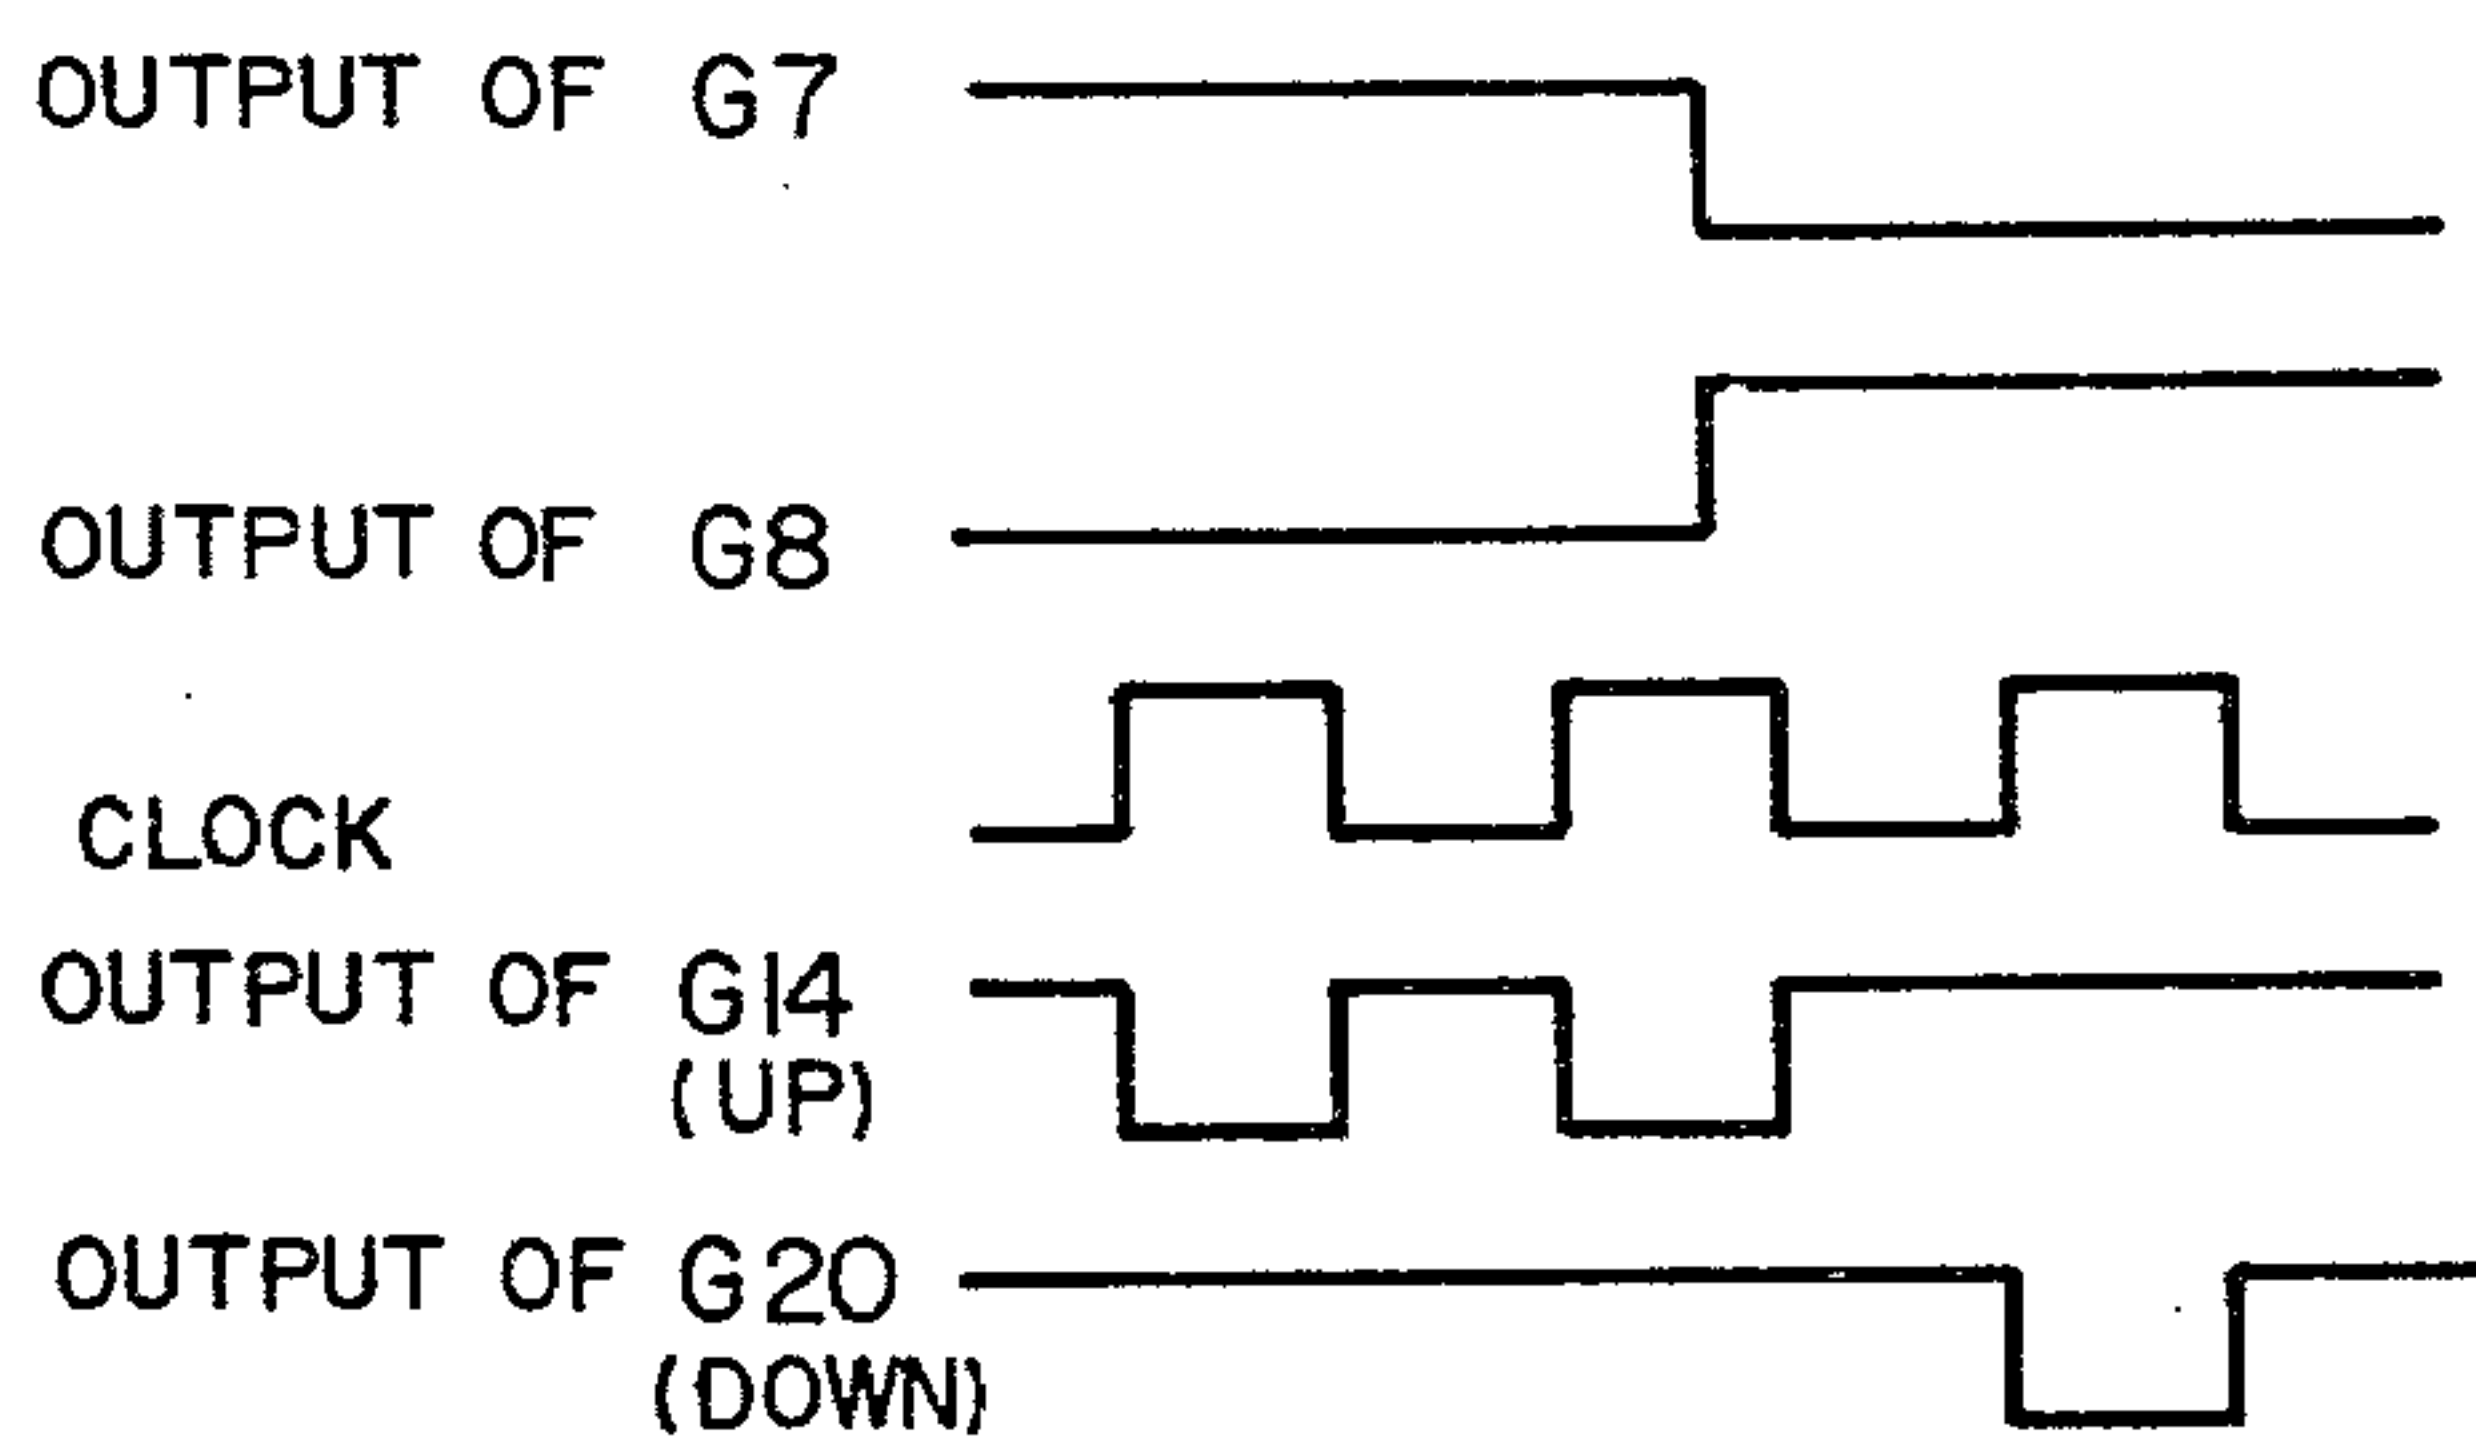 OUTPUT OF G7
OUTPUT OF G8
CLOCK
OUTPUT OF G14
(UP)
OUTPUT OF G20
(DOWN)